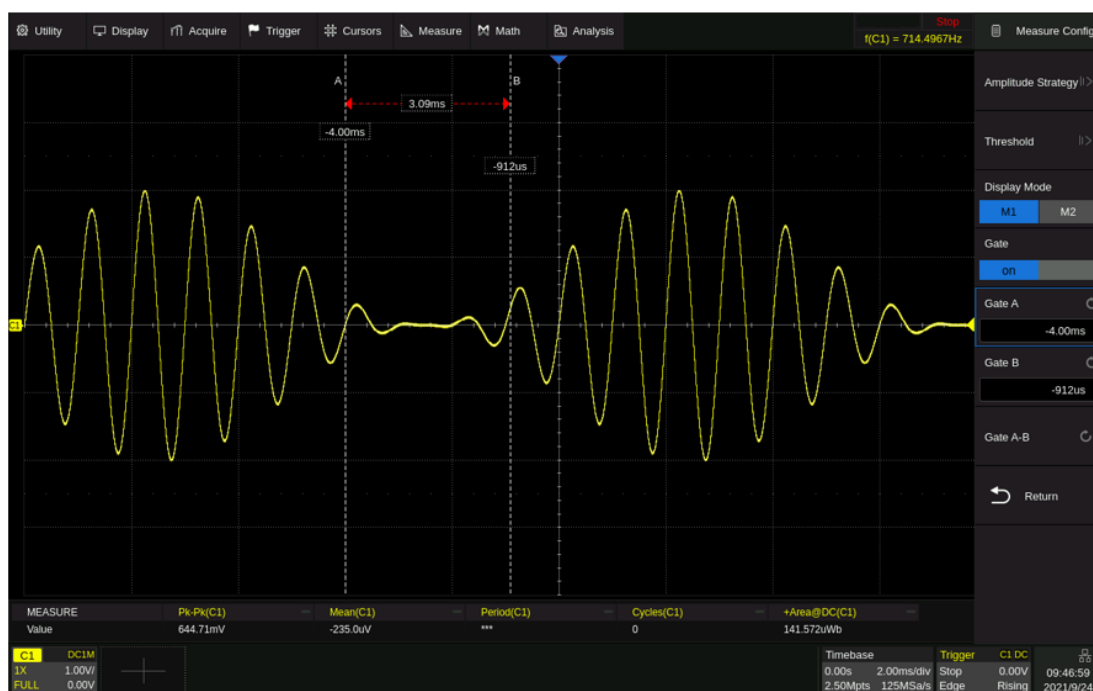 Utility Display Acquire Trigger Cursors Measure Math Analysis
Stop
f(C1) = 714.4967Hz
Measure Config
A
B
3.09ms
-4.00ms
-912us
C1
Amplitude Strategy
Threshold
Display Mode
M1 M2
Gate
on
Gate A
-4.00ms
Gate B
-912us
Gate A-B
Return
MEASURE Pk-Pk(C1) Mean(C1) Period(C1) Cycles(C1) +Area@DC(C1)
Value 644.71mV -235.0uV *** 0 141.572uWb
C1 DC1M
1X 1.00V/
FULL 0.00V
Timebase
0.00s 2.00ms/div
2.50Mpts 125MSa/s
Trigger C1 DC
Stop 0.00V
Edge Rising
09:46:59
2021/9/24